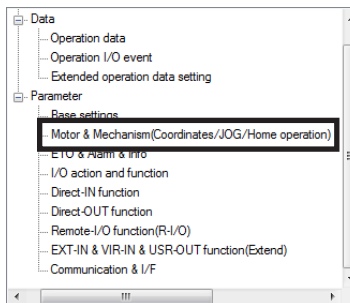 Data
Operation data
Operation I/O event
Extended operation data setting
Parameter
Base settings
Motor & Mechanism(Coordinates/JOG/Home operation)
ETO & Alarm & Info
I/O action and function
Direct-IN function
Direct-OUT function
Remote-I/O function(R-I/O)
EXT-IN & VIR-IN & USR-OUT function(Extend)
Communication & I/F